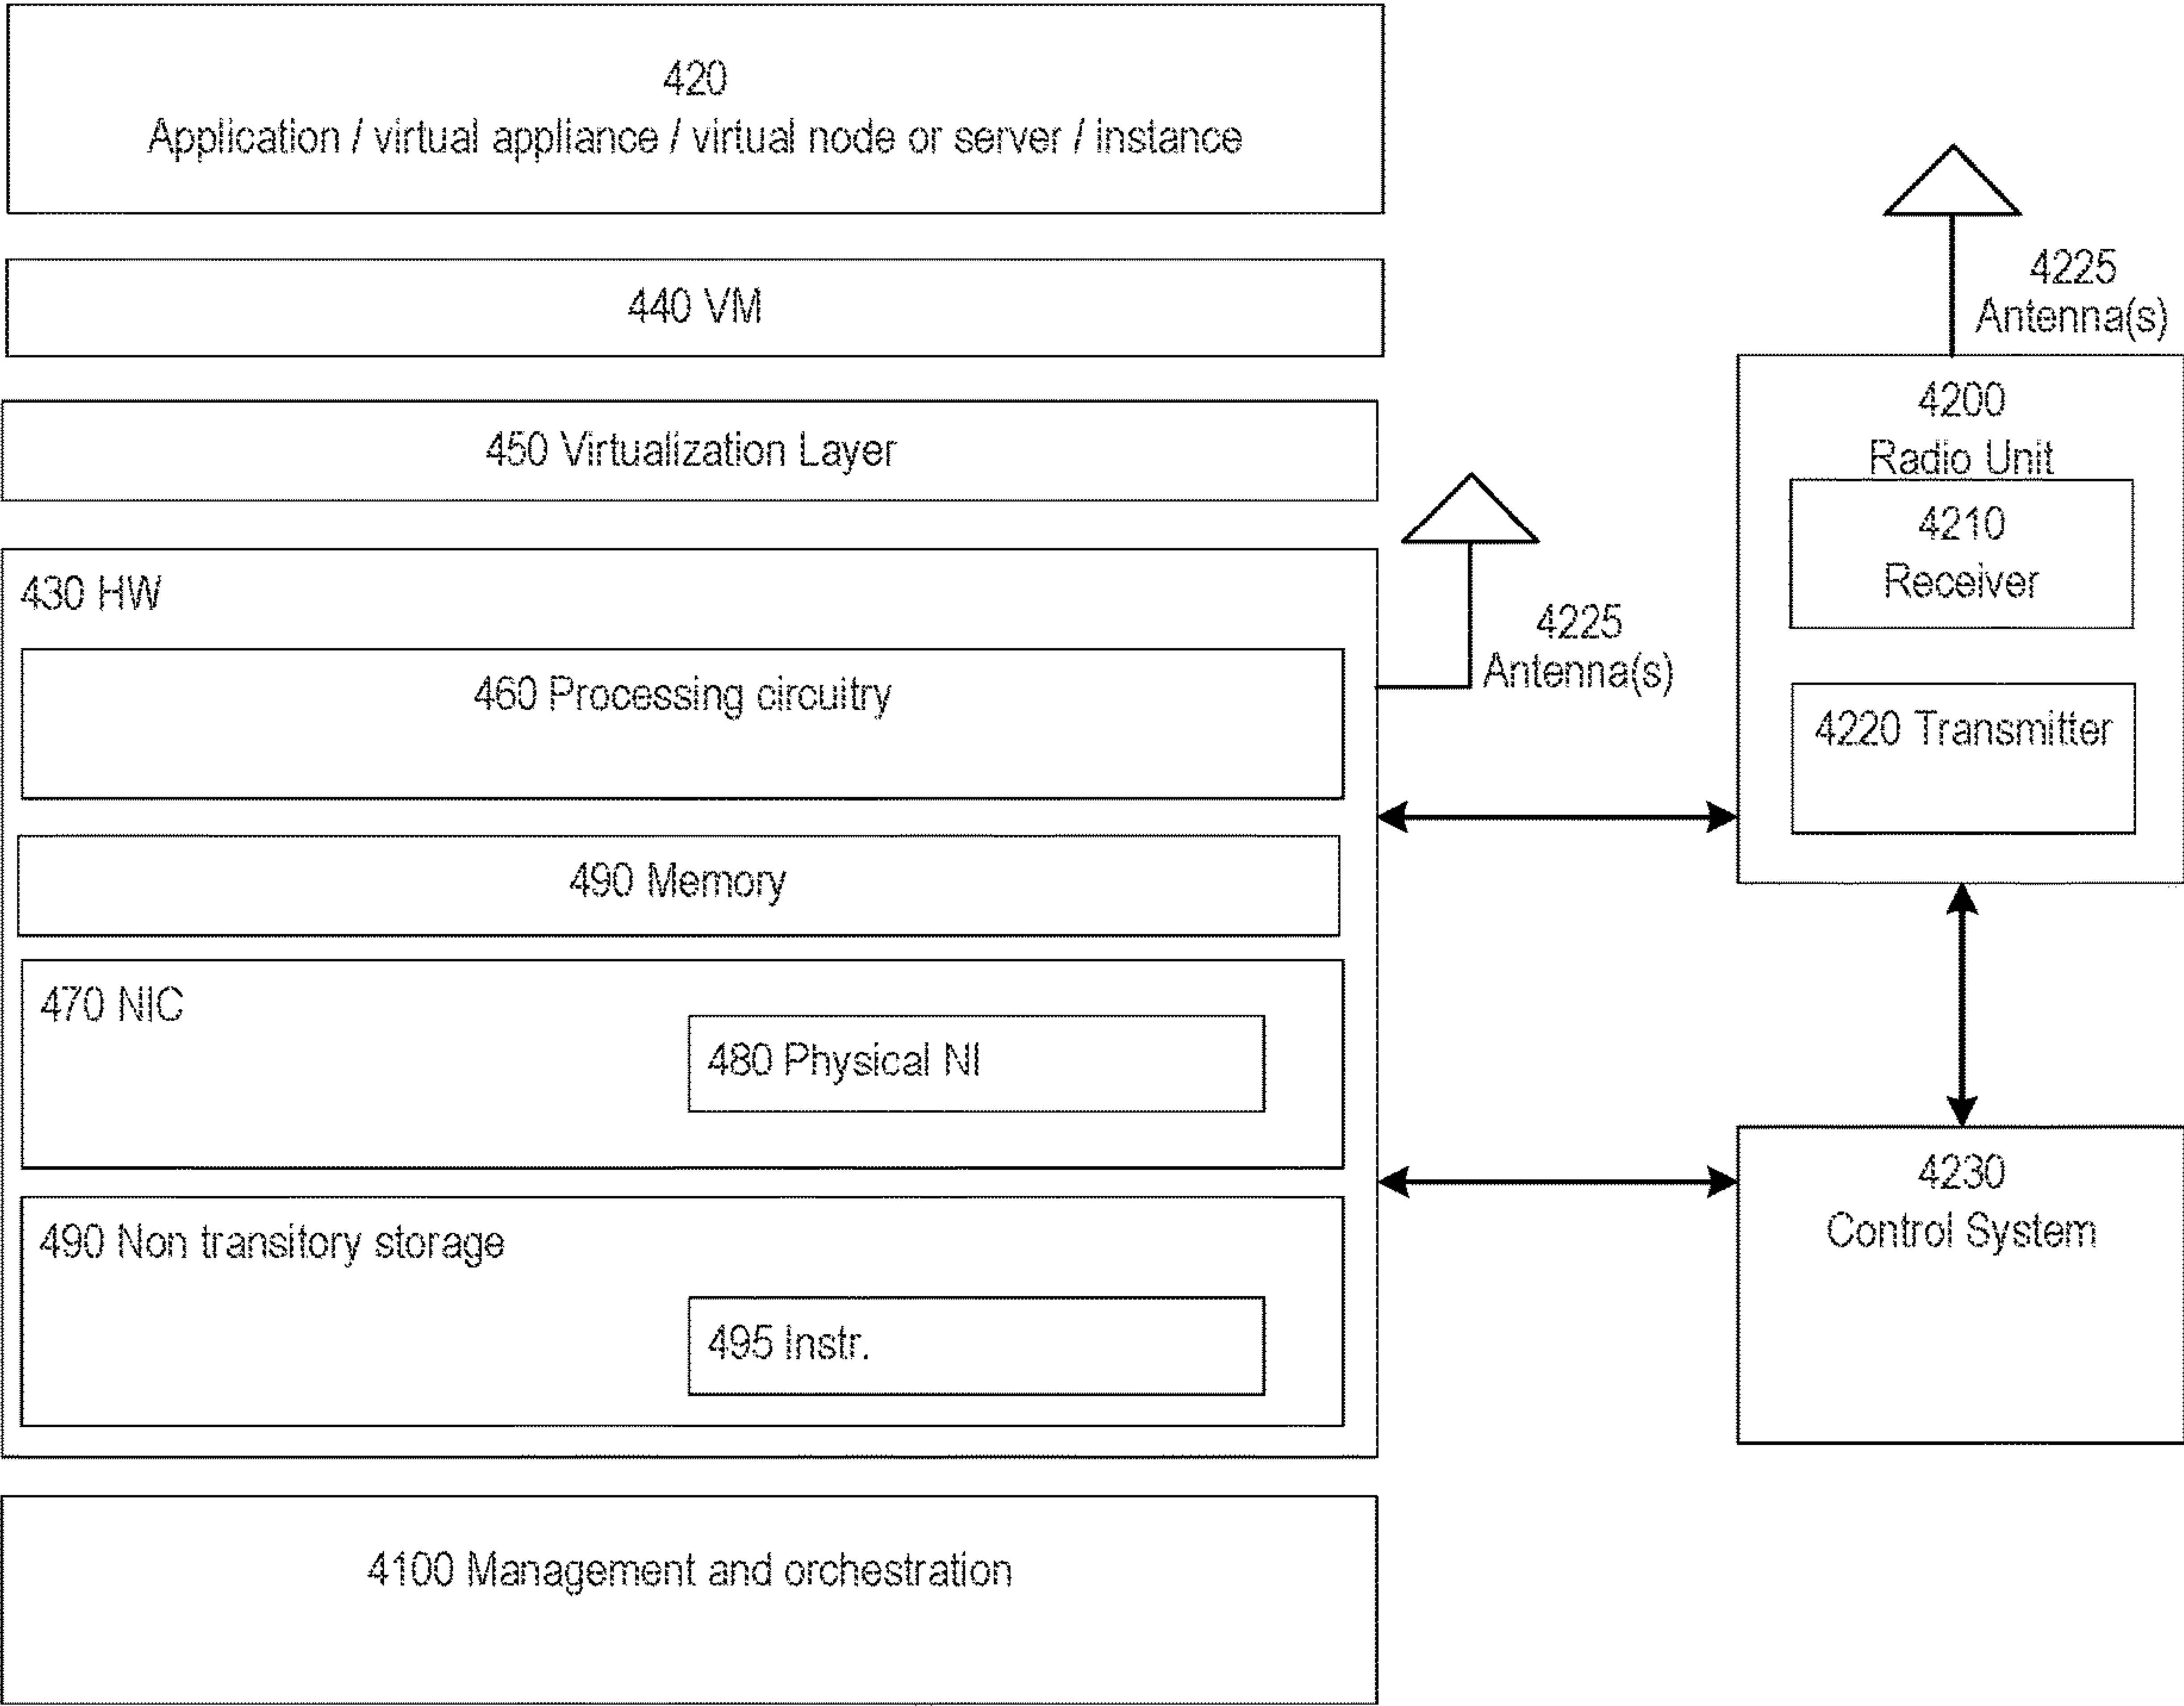 420
Application / virtual appliance / virtual node or server / instance
440 VM
450 Virtualization Layer
430 HW
460 Processing circuitry
490 Memory
470 NIC
480 Physical NI
490 Non transitory storage
495 Instr.
4100 Management and orchestration
4225
Antenna(s)
4225
Antenna(s)
4200
Radio Unit
4210
Receiver
4220 Transmitter
4230
Control System